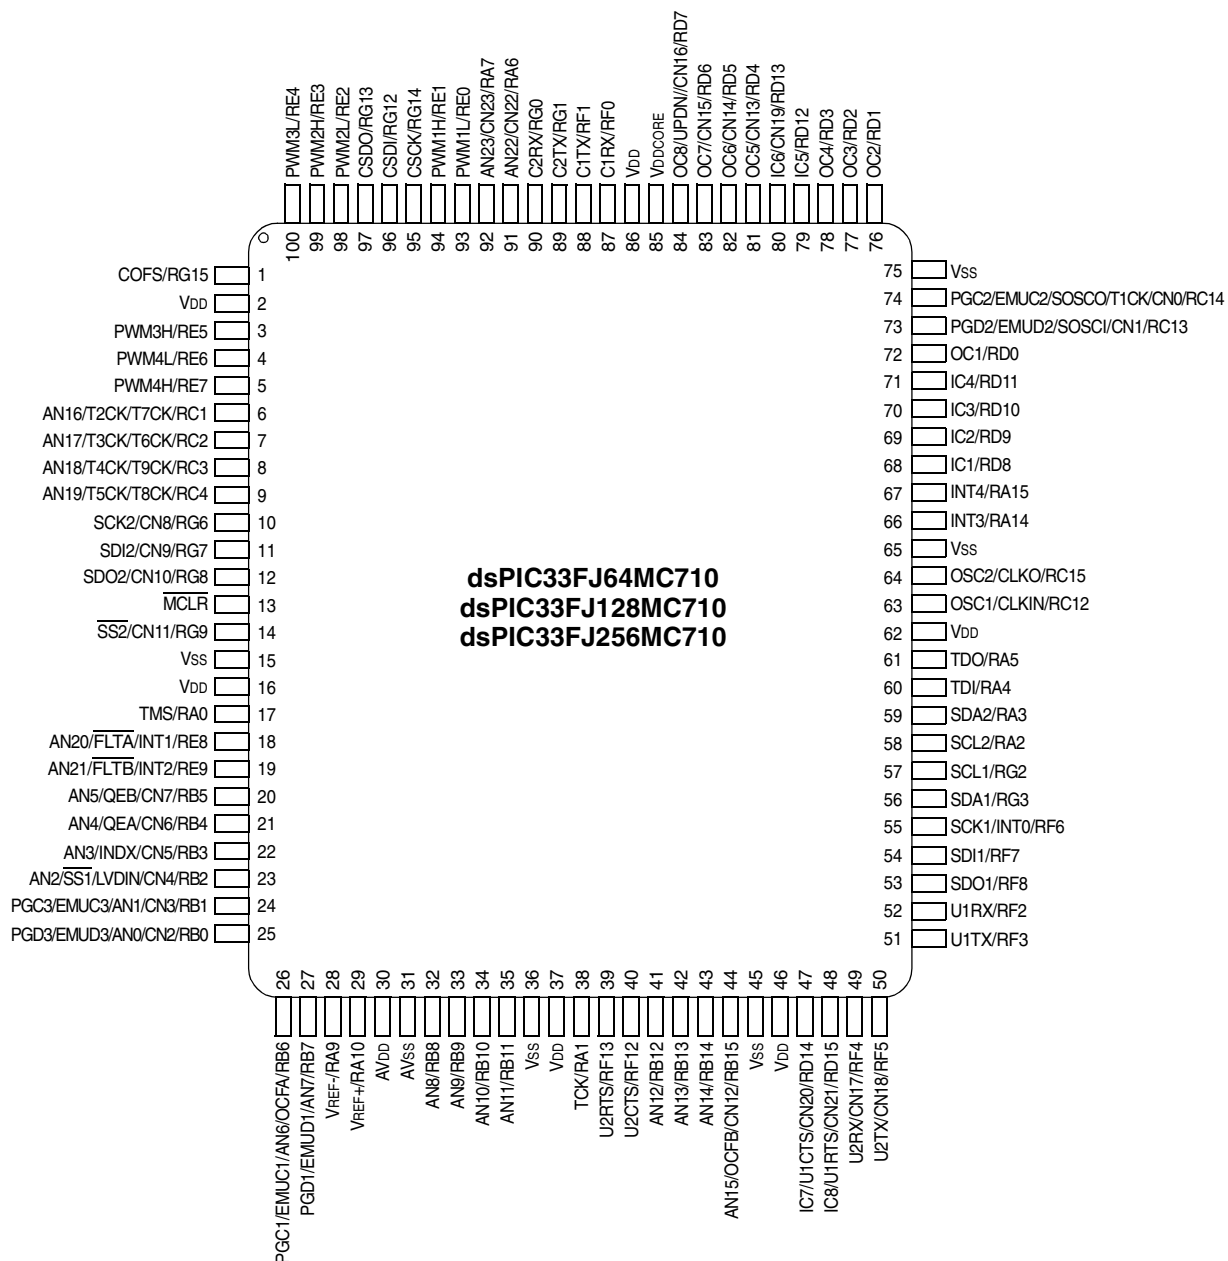 PWM3L/RE4
PWM2H/RE3
PWM2L/RE2
CSDO/RG13
CSDI/RG12
CSCK/RG14
PWM1H/RE1
PWM1L/RE0
AN23/CN23/RA7
AN22/CN22/RA6
C2RX/RG0
C2TX/RG1
C1TX/RF1
C1RX/RF0
VDD
VDDCORE
OC8/UPDN//CN16/RD7
OC7/CN15/RD6
OC6/CN14/RD5
OC5/CN13/RD4
IC6/CN19/RD13
IC5/RD12
OC4/RD3
OC3/RD2
OC2/RD1
100 99 98 97 96 95 94 93 92 91 90 89 88 87 86 85 84 83 82 81 80 79 78 77 76
COFS/RG15 1
VDD 2
PWM3H/RE5 3
PWM4L/RE6 4
PWM4H/RE7 5
AN16/T2CK/T7CK/RC1 6
AN17/T3CK/T6CK/RC2 7
AN18/T4CK/T9CK/RC3 8
AN19/T5CK/T8CK/RC4 9
SCK2/CN8/RG6 10
SDI2/CN9/RG7 11
SDO2/CN10/RG8 12
MCLR 13
SS2/CN11/RG9 14
VSS 15
VDD 16
TMS/RA0 17
AN20/FLTA/INT1/RE8 18
AN21/FLTB/INT2/RE9 19
AN5/QEB/CN7/RB5 20
AN4/QEA/CN6/RB4 21
AN3/INDX/CN5/RB3 22
AN2/SS1/LVDIN/CN4/RB2 23
PGC3/EMUC3/AN1/CN3/RB1 24
PGD3/EMUD3/AN0/CN2/RB0 25
dsPIC33FJ64MC710
dsPIC33FJ128MC710
dsPIC33FJ256MC710
75 VSS
74 PGC2/EMUC2/SOSCO/T1CK/CN0/RC14
73 PGD2/EMUD2/SOSCI/CN1/RC13
72 OC1/RD0
71 IC4/RD11
70 IC3/RD10
69 IC2/RD9
68 IC1/RD8
67 INT4/RA15
66 INT3/RA14
65 VSS
64 OSC2/CLKO/RC15
63 OSC1/CLKIN/RC12
62 VDD
61 TDO/RA5
60 TDI/RA4
59 SDA2/RA3
58 SCL2/RA2
57 SCL1/RG2
56 SDA1/RG3
55 SCK1/INT0/RF6
54 SDI1/RF7
53 SDO1/RF8
52 U1RX/RF2
51 U1TX/RF3
26 27 28 29 30 31 32 33 34 35 36 37 38 39 40 41 42 43 44 45 46 47 48 49 50
PGC1/EMUC1/AN6/OCFA/RB6
PGD1/EMUD1/AN7/RB7
VREF-/RA9
VREF+/RA10
AVDD
AVSS
AN8/RB8
AN9/RB9
AN10/RB10
AN11/RB11
VSS
VDD
TCK/RA1
U2RTS/RF13
U2CTS/RF12
AN12/RB12
AN13/RB13
AN14/RB14
AN15/OCFB/CN12/RB15
VSS
VDD
IC7/U1CTS/CN20/RD14
IC8/U1RTS/CN21/RD15
U2RX/CN17/RF4
U2TX/CN18/RF5